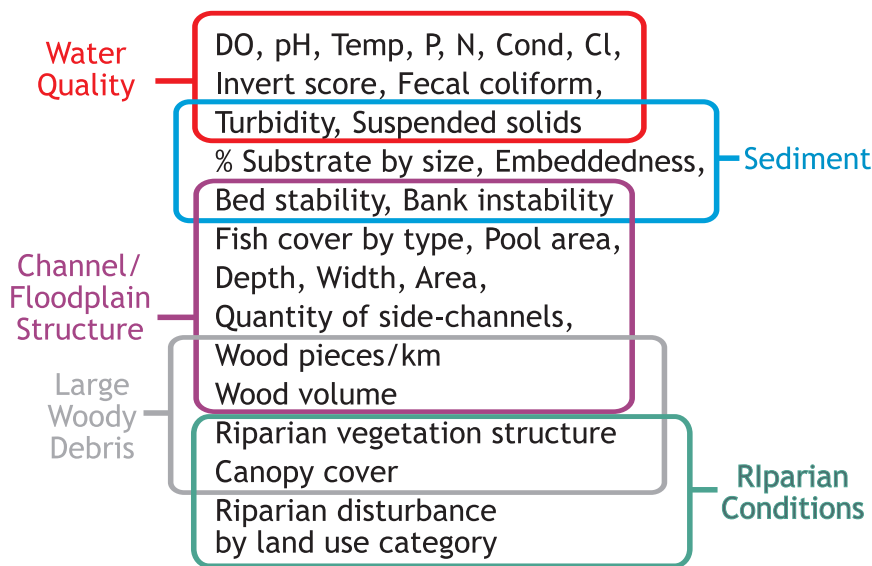 Water
Quality
DO, pH, Temp, P, N, Cond, Cl,
Invert score, Fecal coliform,
Turbidity, Suspended solids
% Substrate by size, Embeddedness,
Sediment
Bed stability, Bank instability
Fish cover by type, Pool area,
Channel/
Floodplain
Structure
Depth, Width, Area,
Quantity of side-channels,
Wood pieces/km
Wood volume
Large
Woody
Debris
Riparian vegetation structure
Canopy cover
RIparian
Conditions
Riparian disturbance
by land use category